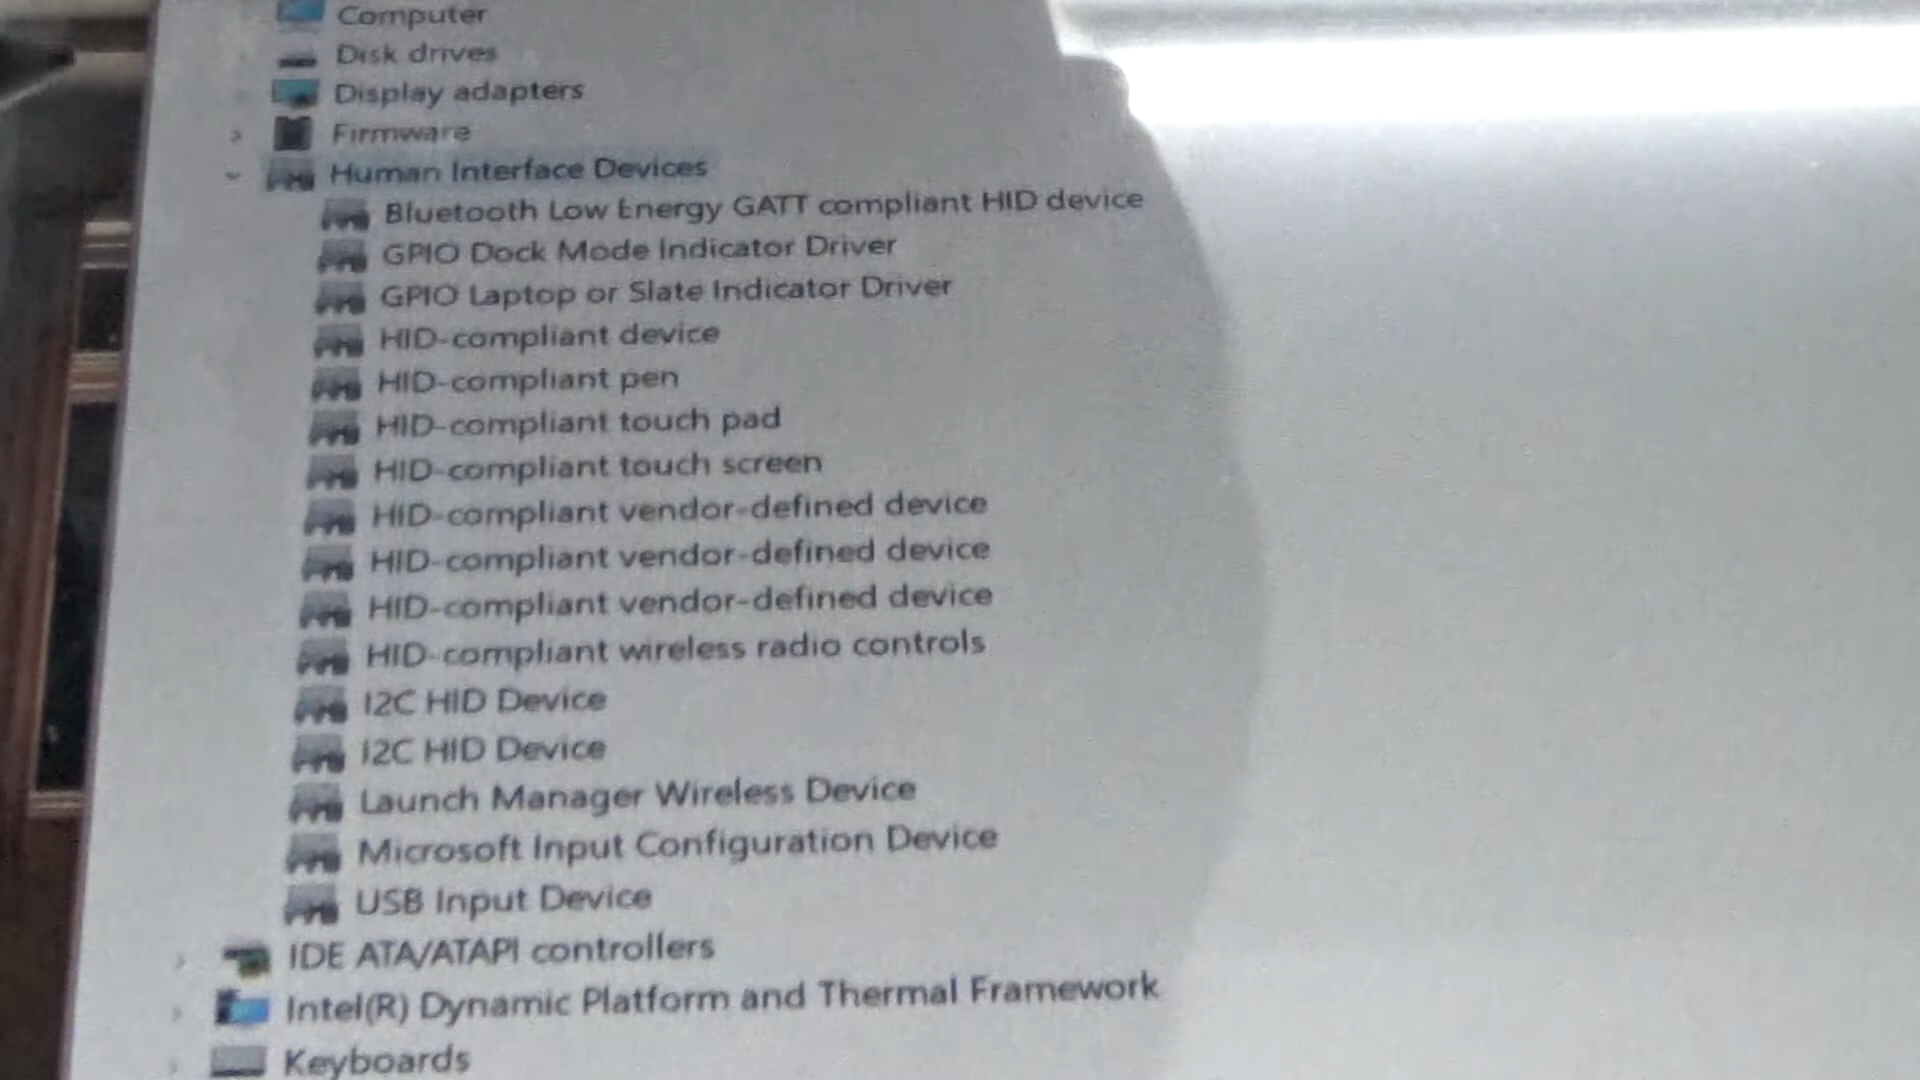 Computer
Disk drives
Display adapters
Firmware
Human Interface Devices
Bluetooth Low Energy GATT compliant HID device
GPIO Dock Mode Indicator Driver
GPIO Laptop or Slate Indicator Driver
HID-compliant device
HID-compliant pen
HID-compliant touch pad
HID-compliant touch screen
HID-compliant vendor-defined device
HID-compliant vendor-defined device
HID-compliant vendor-defined device
HID-compliant wireless radio controls
I2C HID Device
I2C HID Device
Launch Manager Wireless Device
Microsoft Input Configuration Device
USB Input Device
IDE ATA/ATAPI controllers
Intel(R) Dynamic Platform and Thermal Framework
Keyboards